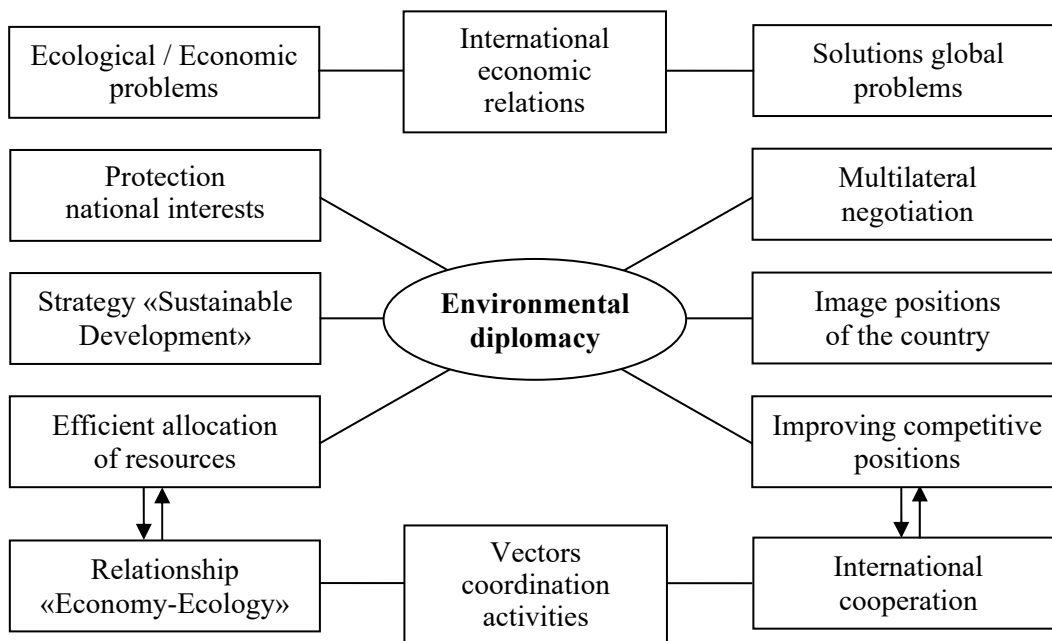 Ecological / Economic
problems
International
economic
relations
Solutions global
problems
Protection
national interests
Multilateral
negotiation
Strategy «Sustainable
Development»
Environmental
diplomacy
Image positions
of the country
Efficient allocation
of resources
Improving competitive
positions
Relationship
«Economy-Ecology»
Vectors
coordination
activities
International
cooperation